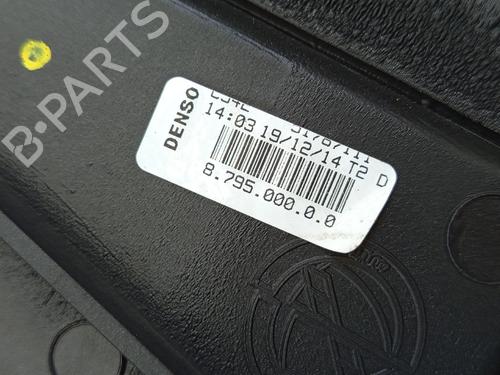 B-PARTS
DENSO
14:03 19/12/14 T2 D
8.795.000.0.0